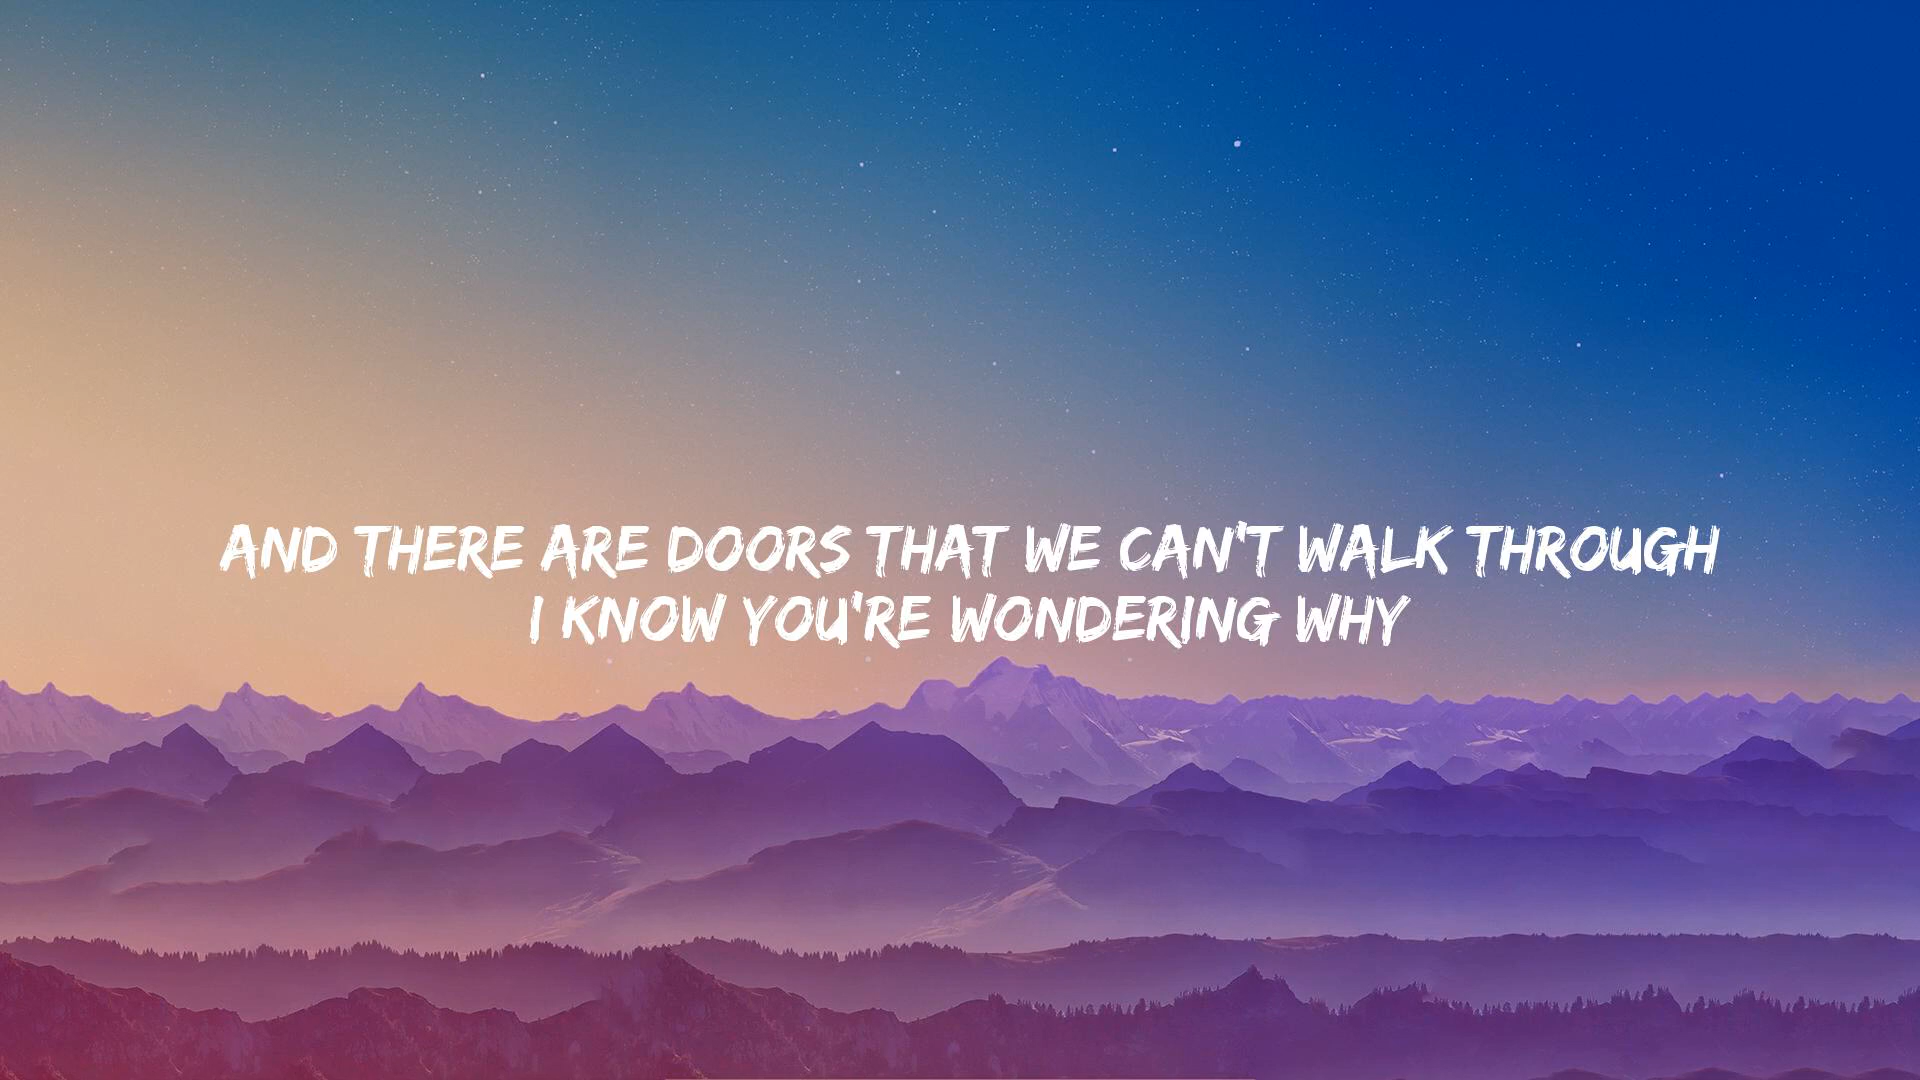 AND THERE ARE DOORS THAT WE CAN'T WALK THROUGH
I KNOW YOU'RE WONDERING WHY